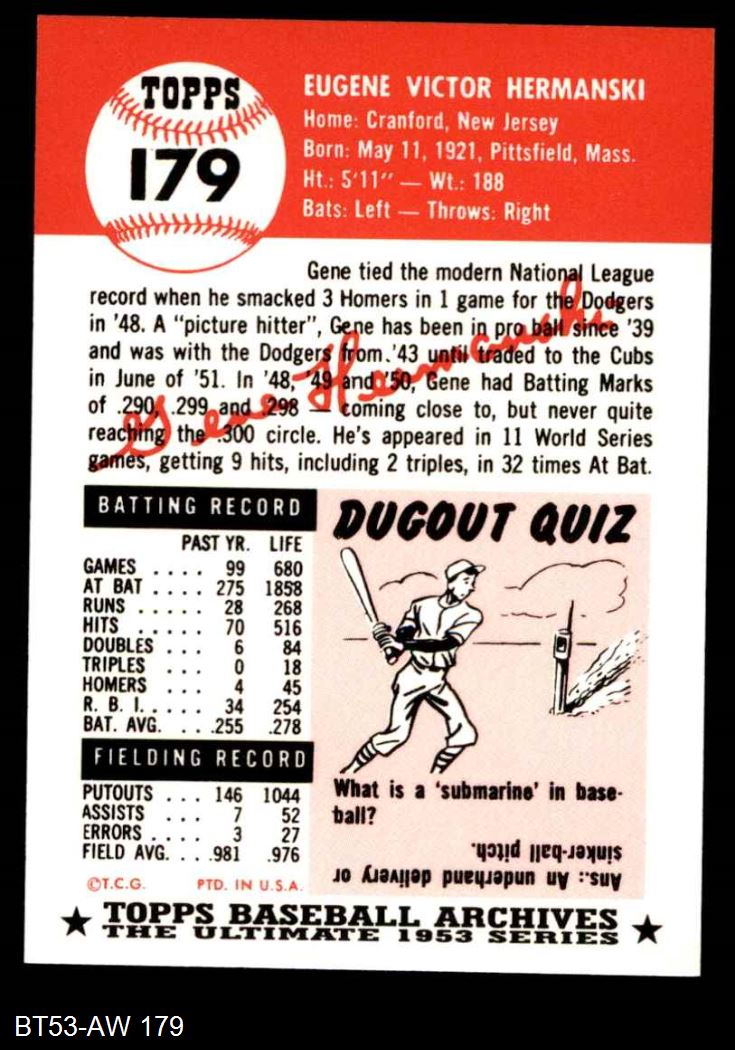 TOPPS
179
EUGENE VICTOR HERMANSKI
Home: Cranford, New Jersey
Born: May 11, 1921, Pittsfield, Mass.
Ht.: 5'11" — Wt.: 188
Bats: Left — Throws: Right
Gene tied the modern National League
record when he smacked 3 Homers in 1 game for the Dodgers
in '48. A "picture hitter", Gene has been in pro ball since '39
and was with the Dodgers from.'43 until traded to the Cubs
in June of '51. In '48, '49 and '50, Gene had Batting Marks
of .290, .299 and .298 — coming close to, but never quite
reaching the .300 circle. He's appeared in 11 World Series
games, getting 9 hits, including 2 triples, in 32 times At Bat.
Gene Hermanski
BATTING RECORD
PAST YR. LIFE
GAMES .... 99 680
AT BAT .... 275 1858
RUNS ..... 28 268
HITS ...... 70 516
DOUBLES ... 6 84
TRIPLES ... 0 18
HOMERS ... 4 45
R. B. I. .... 34 254
BAT. AVG. ... .255 .278
FIELDING RECORD
PUTOUTS ... 146 1044
ASSISTS ... 7 52
ERRORS .... 3 27
FIELD AVG. .. .981 .976
©T.C.G. PTD. IN U.S.A.
DUGOUT QUIZ
What is a 'submarine' in base-
ball?
Ans.: An underhand delivery or
sinker-ball pitch.
★ TOPPS BASEBALL ARCHIVES ★
THE ULTIMATE 1953 SERIES
BT53-AW 179